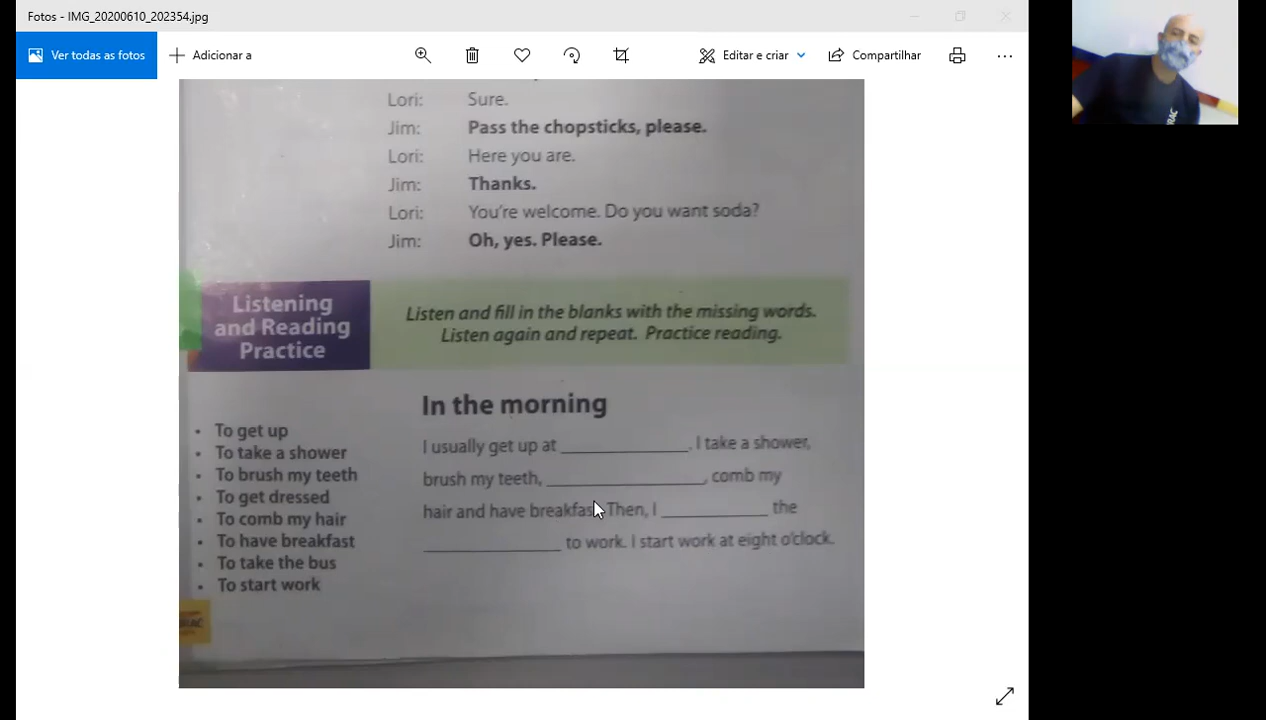 Fotos - IMG_20200610_202354.jpg
Ver todas as fotos
Adicionar a
Editar e criar
Compartilhar
Lori: Sure.
Jim: Pass the chopsticks, please.
Lori: Here you are.
Jim: Thanks.
Lori: You're welcome. Do you want soda?
Jim: Oh, yes. Please.
Listening
and Reading
Practice
Listen and fill in the blanks with the missing words.
Listen again and repeat. Practice reading.
• To get up
• To take a shower
• To brush my teeth
• To get dressed
• To comb my hair
• To have breakfast
• To take the bus
• To start work
In the morning
I usually get up at ____________. I take a shower,
brush my teeth, ______________, comb my
hair and have breakfast. Then, I __________ the
____________ to work. I start work at eight o'clock.